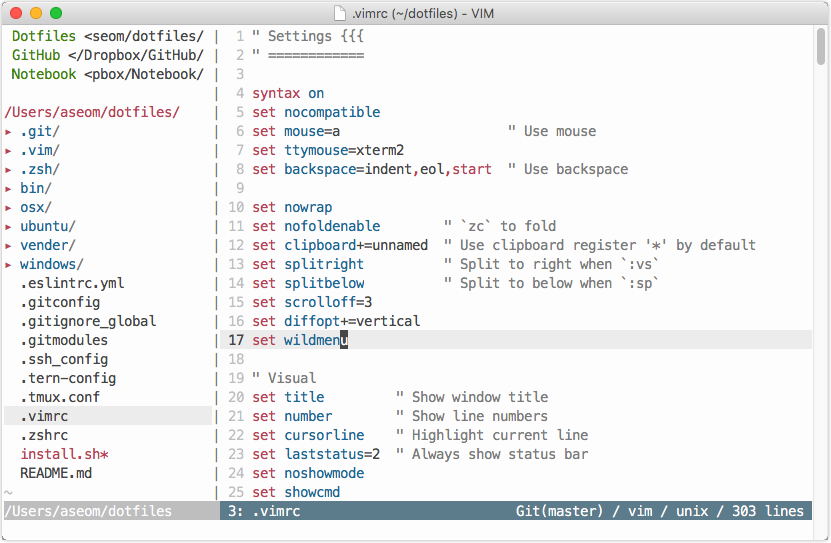 .vimrc (~/dotfiles) - VIM
Dotfiles <seom/dotfiles/
GitHub </Dropbox/GitHub/
Notebook <pbox/Notebook/
/Users/aseom/dotfiles/
▸ .git/
▸ .vim/
▸ .zsh/
▸ bin/
▸ osx/
▸ ubuntu/
▸ vender/
▸ windows/
.eslintrc.yml
.gitconfig
.gitignore_global
.gitmodules
.ssh_config
.tern-config
.tmux.conf
.vimrc
.zshrc
install.sh*
README.md
~
/Users/aseom/dotfiles
1 " Settings {{{
2 " ============
3
4 syntax on
5 set nocompatible
6 set mouse=a " Use mouse
7 set ttymouse=xterm2
8 set backspace=indent,eol,start " Use backspace
9
10 set nowrap
11 set nofoldenable " `zc` to fold
12 set clipboard+=unnamed " Use clipboard register '*' by default
13 set splitright " Split to right when `:vs`
14 set splitbelow " Split to below when `:sp`
15 set scrolloff=3
16 set diffopt+=vertical
17 set wildmenu
18
19 " Visual
20 set title " Show window title
21 set number " Show line numbers
22 set cursorline " Highlight current line
23 set laststatus=2 " Always show status bar
24 set noshowmode
25 set showcmd
3: .vimrc Git(master) / vim / unix / 303 lines